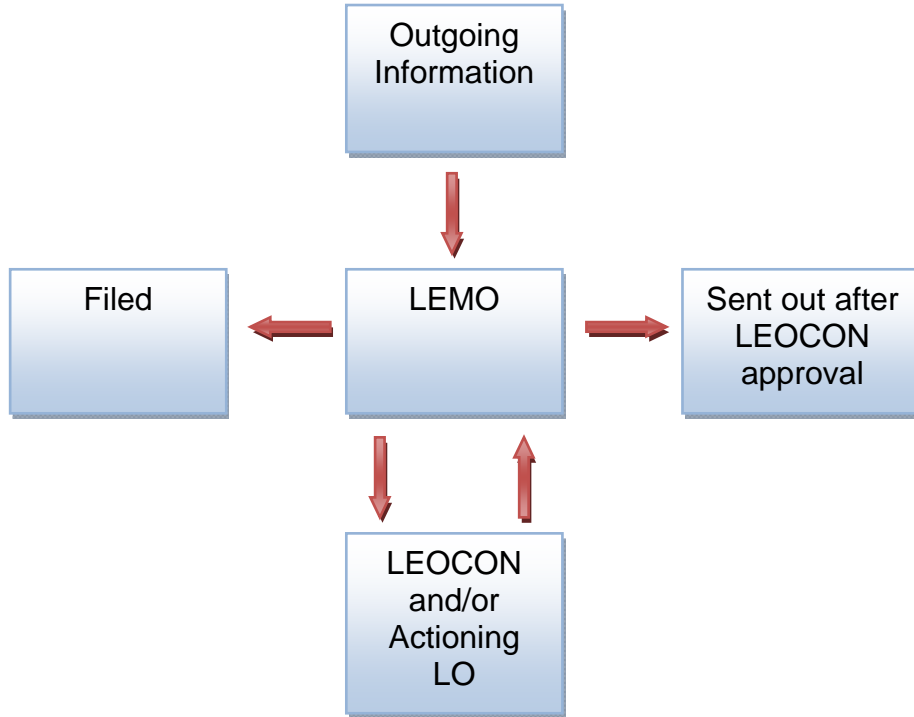 Outgoing
Information
Filed
LEMO
Sent out after
LEOCON
approval
LEOCON
and/or
Actioning
LO